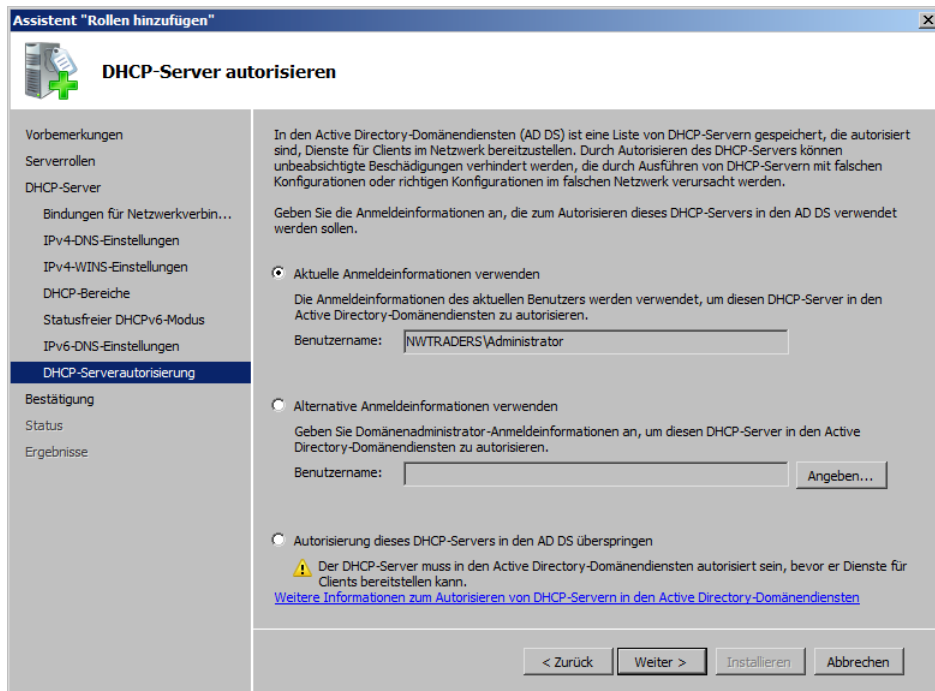 Assistent "Rollen hinzufügen"
DHCP-Server autorisieren
Vorbemerkungen
Serverrollen
DHCP-Server
Bindungen für Netzwerkverbin...
IPv4-DNS-Einstellungen
IPv4-WINS-Einstellungen
DHCP-Bereiche
Statusfreier DHCPv6-Modus
IPv6-DNS-Einstellungen
DHCP-Serverautorisierung
Bestätigung
Status
Ergebnisse
In den Active Directory-Domänendiensten (AD DS) ist eine Liste von DHCP-Servern gespeichert, die autorisiert
sind, Dienste für Clients im Netzwerk bereitzustellen. Durch Autorisieren des DHCP-Servers können
unbeabsichtigte Beschädigungen verhindert werden, die durch Ausführen von DHCP-Servern mit falschen
Konfigurationen oder richtigen Konfigurationen im falschen Netzwerk verursacht werden.
Geben Sie die Anmeldeinformationen an, die zum Autorisieren dieses DHCP-Servers in den AD DS verwendet
werden sollen.
Aktuelle Anmeldeinformationen verwenden
Die Anmeldeinformationen des aktuellen Benutzers werden verwendet, um diesen DHCP-Server in den
Active Directory-Domänendiensten zu autorisieren.
Benutzername: NWTRADERS\Administrator
Alternative Anmeldeinformationen verwenden
Geben Sie Domänenadministrator-Anmeldeinformationen an, um diesen DHCP-Server in den Active
Directory-Domänendiensten zu autorisieren.
Benutzername: Angeben...
Autorisierung dieses DHCP-Servers in den AD DS überspringen
Der DHCP-Server muss in den Active Directory-Domänendiensten autorisiert sein, bevor er Dienste für
Clients bereitstellen kann.
Weitere Informationen zum Autorisieren von DHCP-Servern in den Active Directory-Domänendiensten
< Zurück Weiter > Installieren Abbrechen